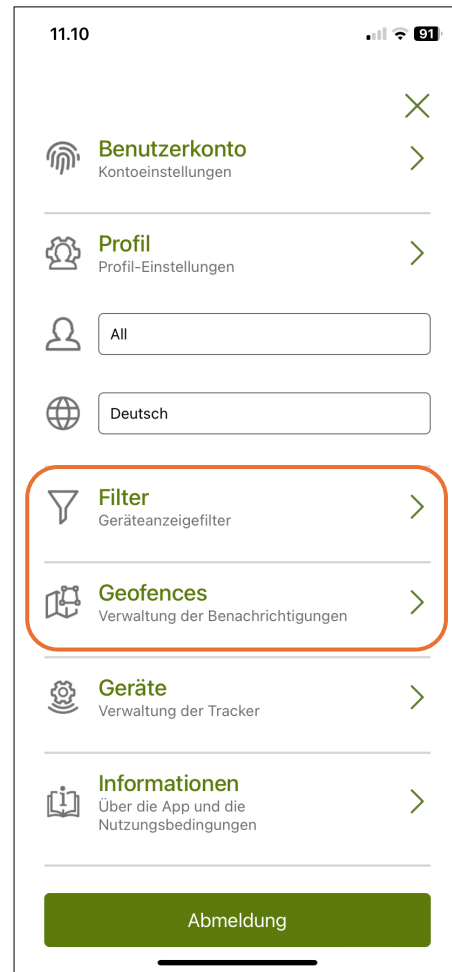 11.10
91
Benutzerkonto
Kontoeinstellungen
Profil
Profil-Einstellungen
All
Deutsch
Filter
Geräteanzeigefilter
Geofences
Verwaltung der Benachrichtigungen
Geräte
Verwaltung der Tracker
Informationen
Über die App und die
Nutzungsbedingungen
Abmeldung